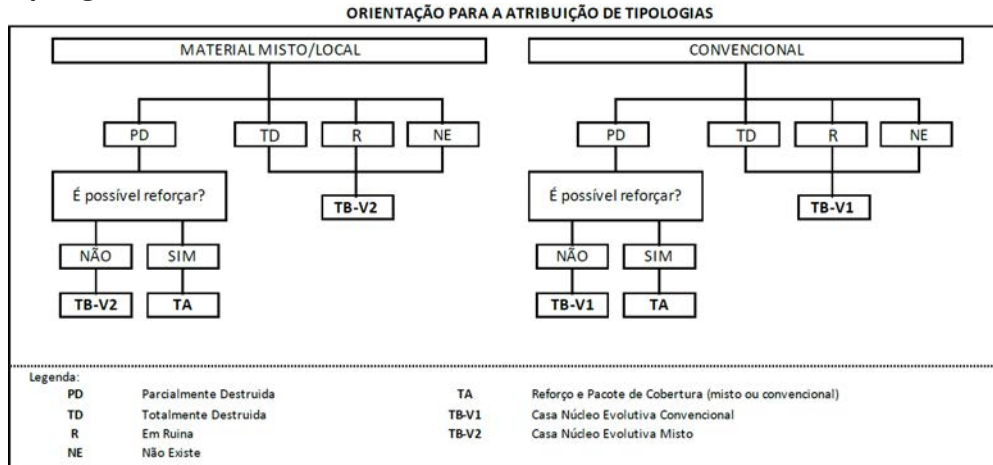 ORIENTAÇÃO PARA A ATRIBUIÇÃO DE TIPOLOGIAS
MATERIAL MISTO/LOCAL
CONVENCIONAL
PD TD R NE
PD TD R NE
É possível reforçar?
TB-V2
É possível reforçar?
TB-V1
NÃO SIM
NÃO SIM
TB-V2 TA
TB-V1 TA
Legenda:
PD Parcialmente Destruida TA Reforço e Pacote de Cobertura (misto ou convencional)
TD Totalmente Destruida TB-V1 Casa Núcleo Evolutiva Convencional
R Em Ruina TB-V2 Casa Núcleo Evolutiva Misto
NE Não Existe